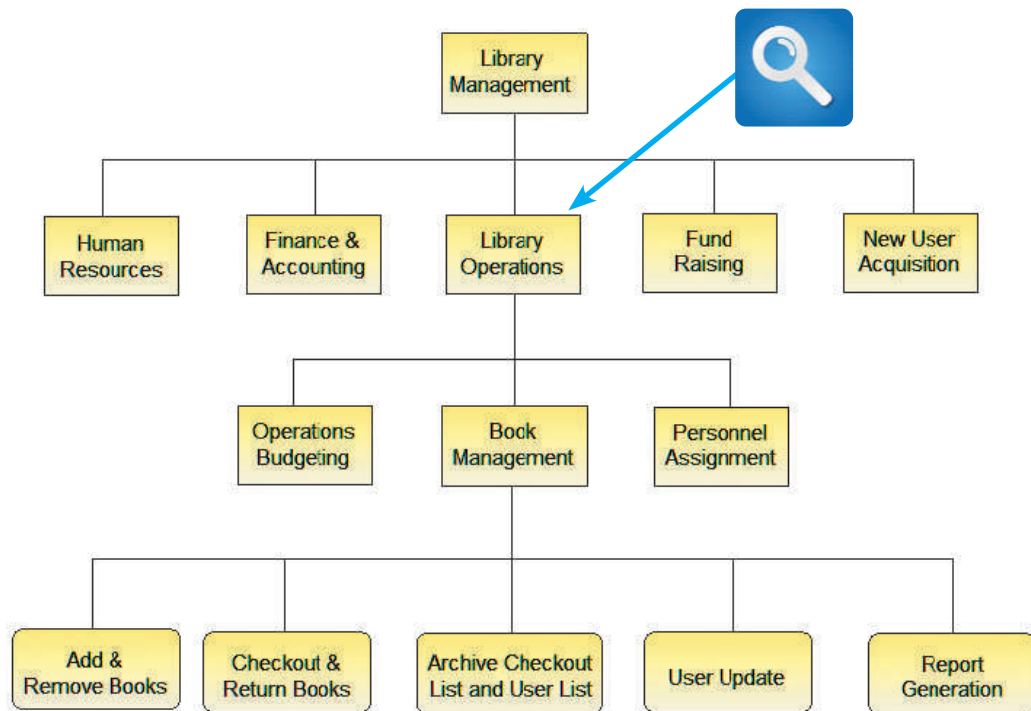 Library
Management
Human
Resources
Finance &
Accounting
Library
Operations
Fund
Raising
New User
Acquisition
Operations
Budgeting
Book
Management
Personnel
Assignment
Add &
Remove Books
Checkout &
Return Books
Archive Checkout
List and User List
User Update
Report
Generation